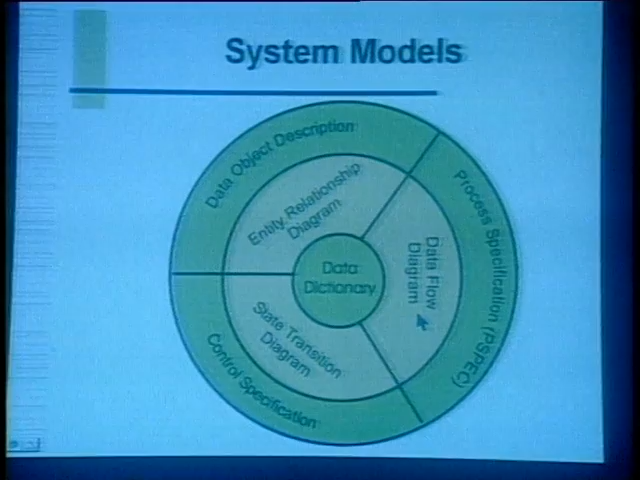 System Models
Data Object Description
Entity Relationship
Diagram
Process Specification (PSPEC)
Data Flow
Diagram
Data
Dictionary
State Transition
Diagram
Control Specification